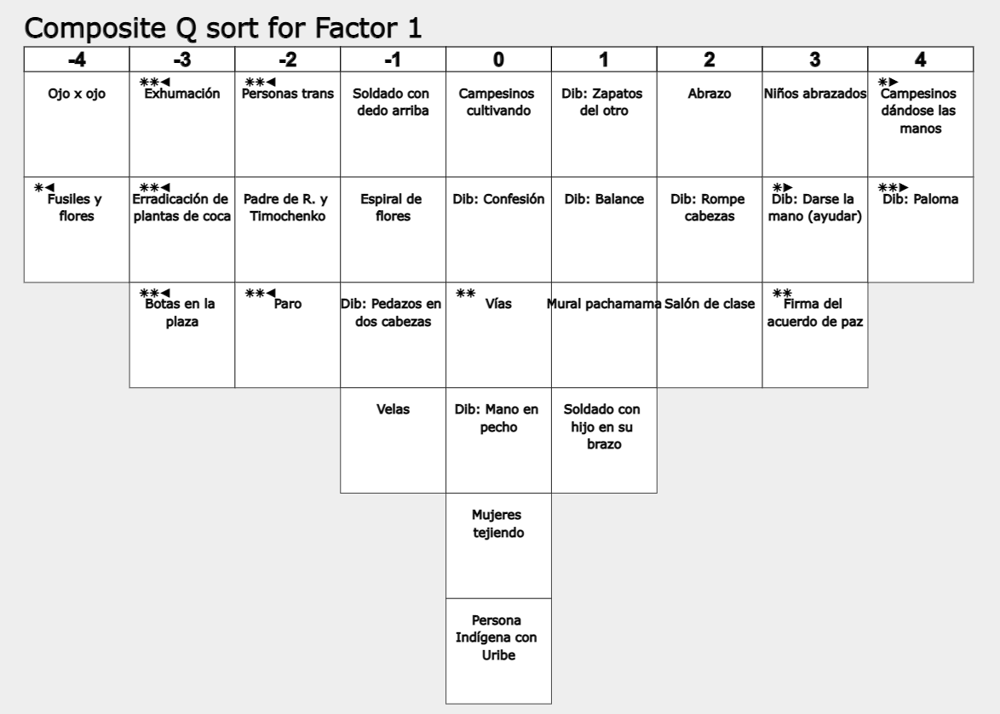 Composite Q sort for Factor 1
-4 -3 -2 -1 0 1 2 3 4
Ojo x ojo
**◄
Exhumación
**◄
Personas trans
Soldado con
dedo arriba
Campesinos
cultivando
Dib: Zapatos
del otro
Abrazo
Niños abrazados
*►
Campesinos
dándose las
manos
*◄
Fusiles y
flores
**◄
Erradicación de
plantas de coca
Padre de R. y
Timochenko
Espiral de
flores
Dib: Confesión
Dib: Balance
Dib: Rompe
cabezas
*►
Dib: Darse la
mano (ayudar)
**►
Dib: Paloma
**◄
Botas en la
plaza
**◄
Paro
Dib: Pedazos en
dos cabezas
**
Vías
Mural pachamama
Salón de clase
**
Firma del
acuerdo de paz
Velas
Dib: Mano en
pecho
Soldado con
hijo en su
brazo
Mujeres
tejiendo
Persona
Indígena con
Uribe